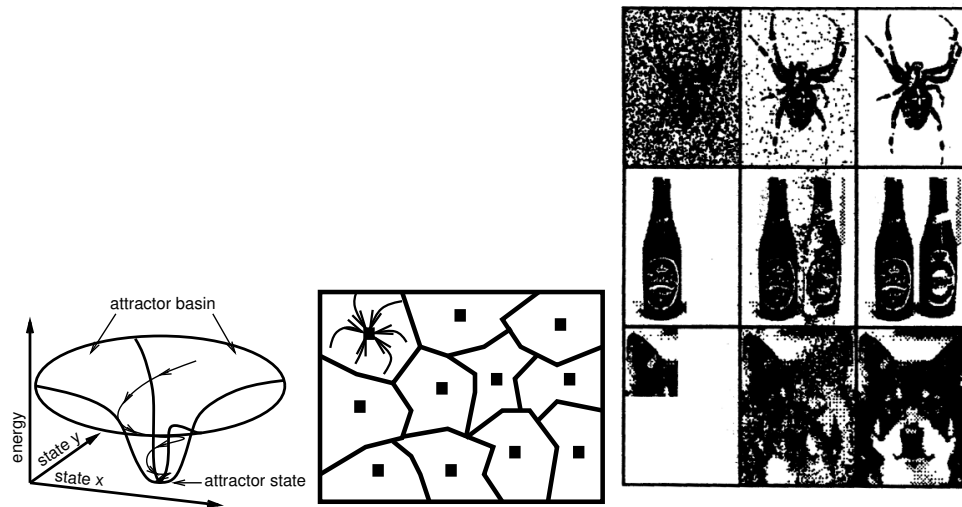 attractor basin
energy
state y
state x
attractor state